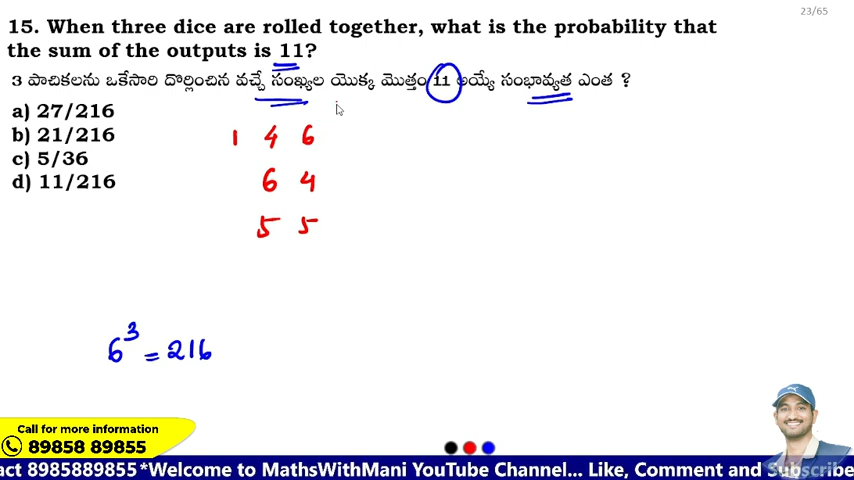 23/65
15. When three dice are rolled together, what is the probability that
the sum of the outputs is 11?
3 పాచికలను ఒకేసారి దొర్లించిన వచ్చే సంఖ్యల యొక్క మొత్తం 11 అయ్యే సంభావ్యత ఎంత ?
a) 27/216
b) 21/216
c) 5/36
d) 11/216
1 4 6
6 4
5 5
6³ = 216
Call for more information
89858 89855
act 8985889855 *Welcome to MathsWithMani YouTube Channel... Like, Comment and Subscribe